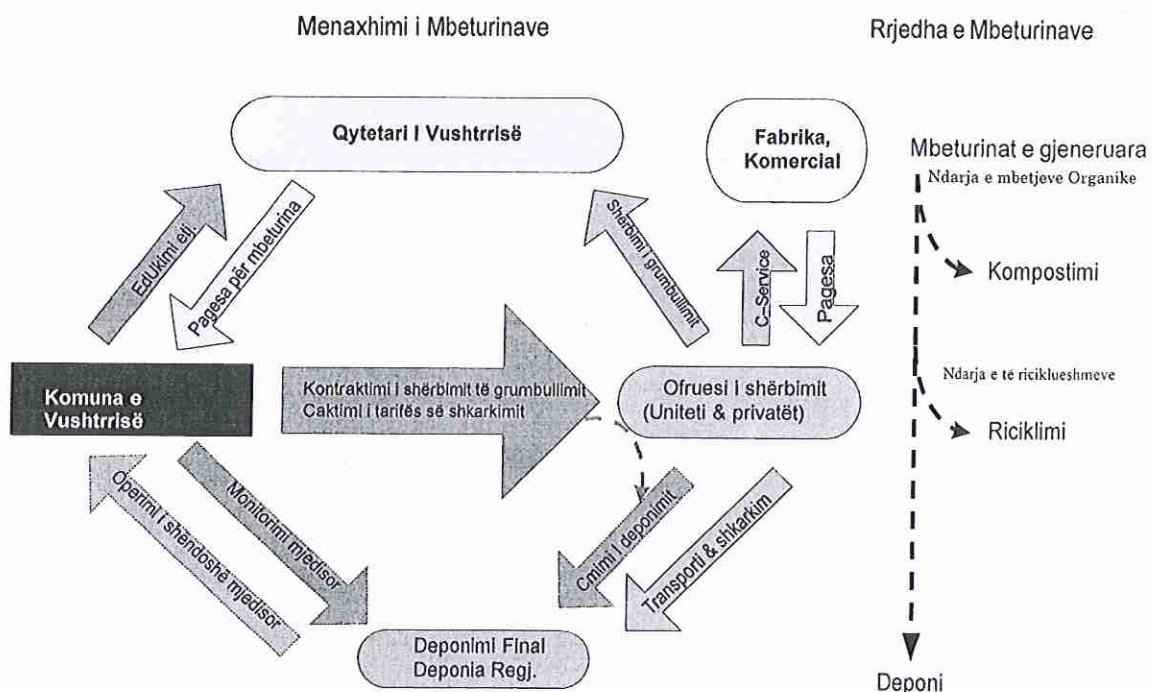 Menaxhimi i Mbeturinave
Rrjedha e Mbeturinave
Qytetari I Vushtrrisë
Fabrika,
Komercial
Mbeturinat e gjeneruara
Ndarja e mbetjeve Organike
EdUkimi etj.
Pagesa për mbeturina
Shërbimi i grumbullimit
C_Service
Pagesa
Kompostimi
Komuna e
Vushtrrisë
Kontraktimi i shërbimit të grumbullimit
Caktimi i tarifës së shkarkimit
Ofruesi i shërbimit
(Uniteti & privatët)
Ndarja e të riciklueshmeve
Riciklimi
Operimi i shëndoshë mjedisor
Monitorimi mjedisor
Cmimi i deponimit
Transporti & shkarkim
Deponimi Final
Deponia Regj.
Deponi